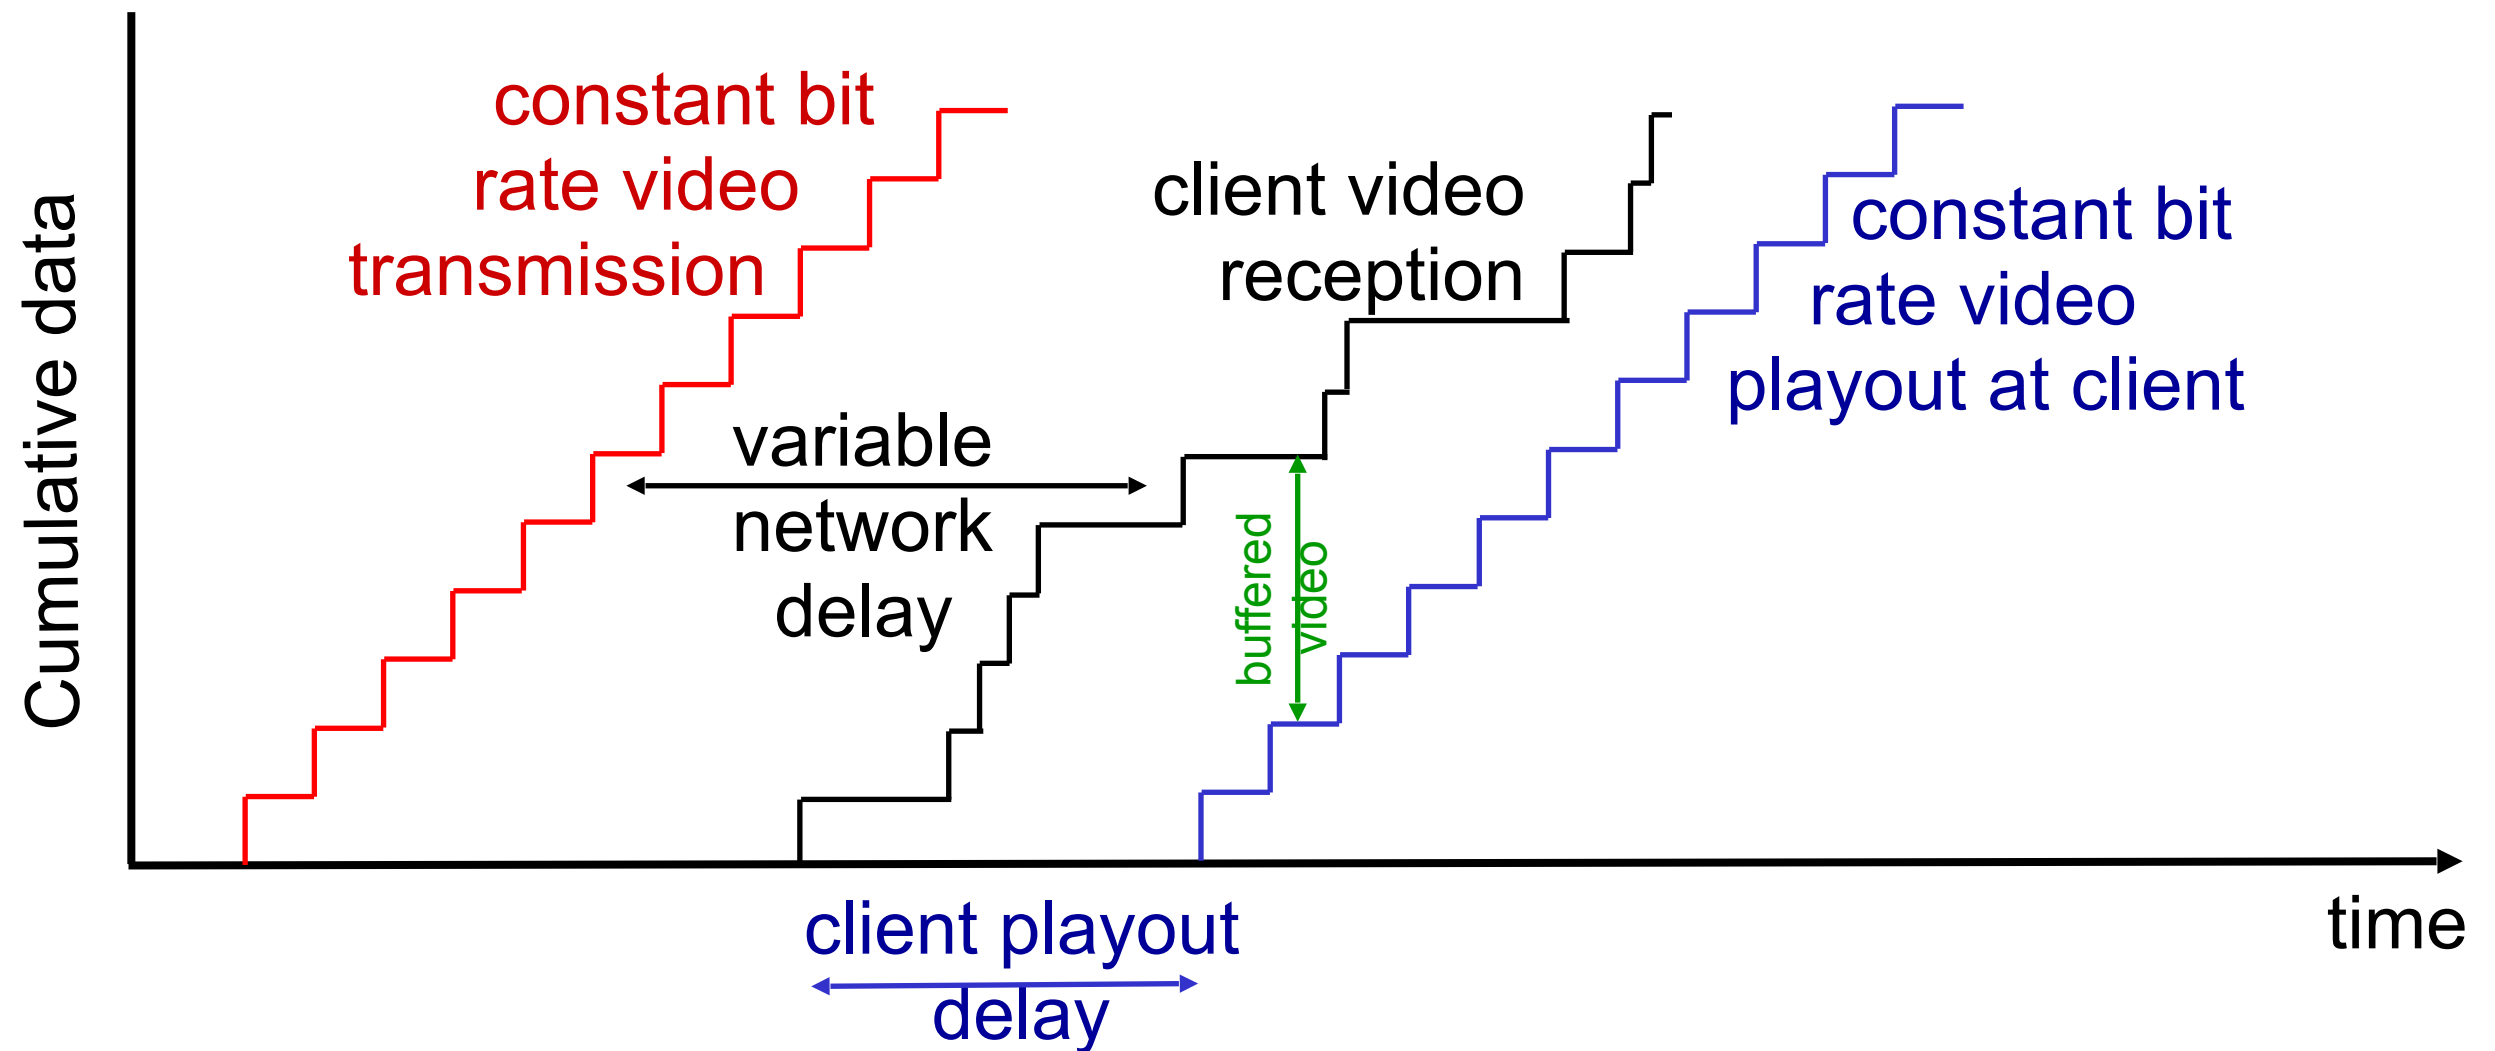 Cumulative data
constant bit
rate video
transmission
variable
network
delay
client video
reception
buffered
video
constant bit
rate video
playout at client
client playout
delay
time